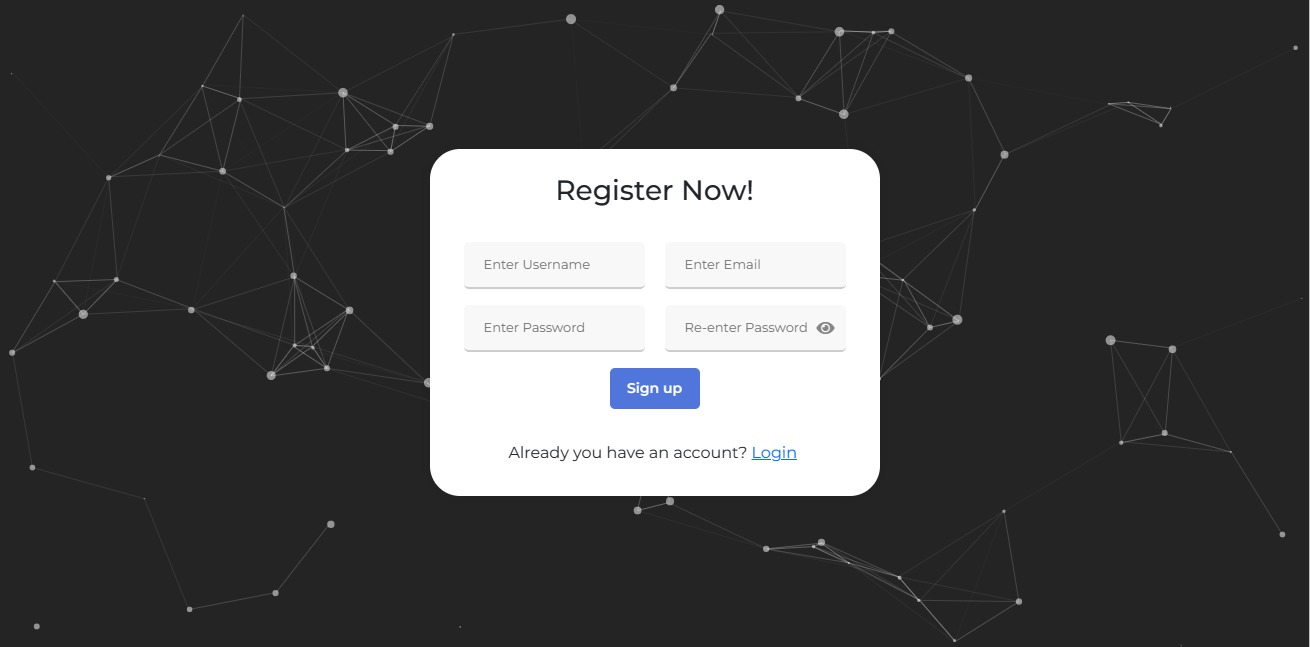 Register Now!
Enter Username
Enter Email
Enter Password
Re-enter Password
Sign up
Already you have an account? Login